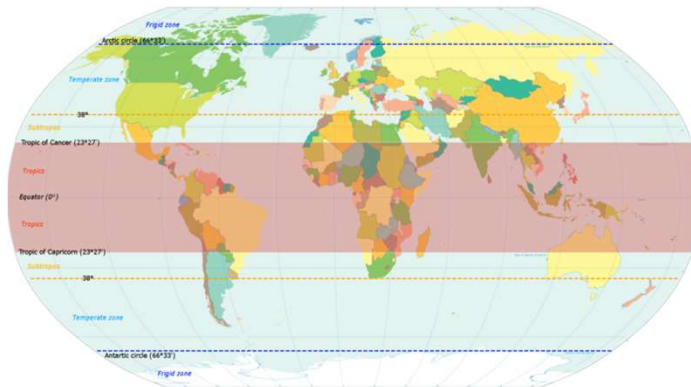 Frigid zone
Arctic circle (66°33')
Temperate zone
38°
Subtropics
Tropic of Cancer (23°27')
Tropics
Equator (0°)
Tropics
Tropic of Capricorn (23°27')
Subtropics
38°
Temperate zone
Antartic circle (66°33')
Frigid zone